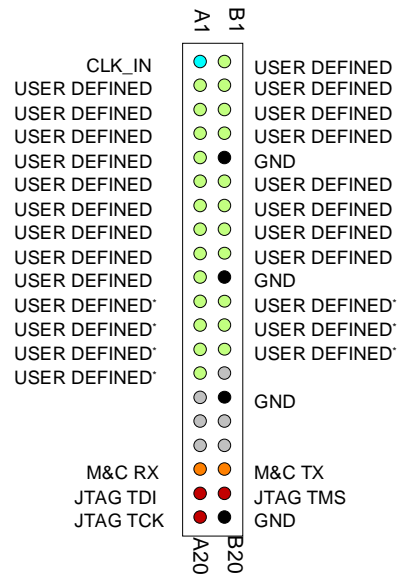 A1 B1
CLK_IN USER DEFINED
USER DEFINED USER DEFINED
USER DEFINED USER DEFINED
USER DEFINED USER DEFINED
USER DEFINED GND
USER DEFINED USER DEFINED
USER DEFINED USER DEFINED
USER DEFINED USER DEFINED
USER DEFINED USER DEFINED
USER DEFINED GND
USER DEFINED* USER DEFINED*
USER DEFINED* USER DEFINED*
USER DEFINED* USER DEFINED*
USER DEFINED*
GND
M&C RX M&C TX
JTAG TDI JTAG TMS
JTAG TCK GND
A20 B20